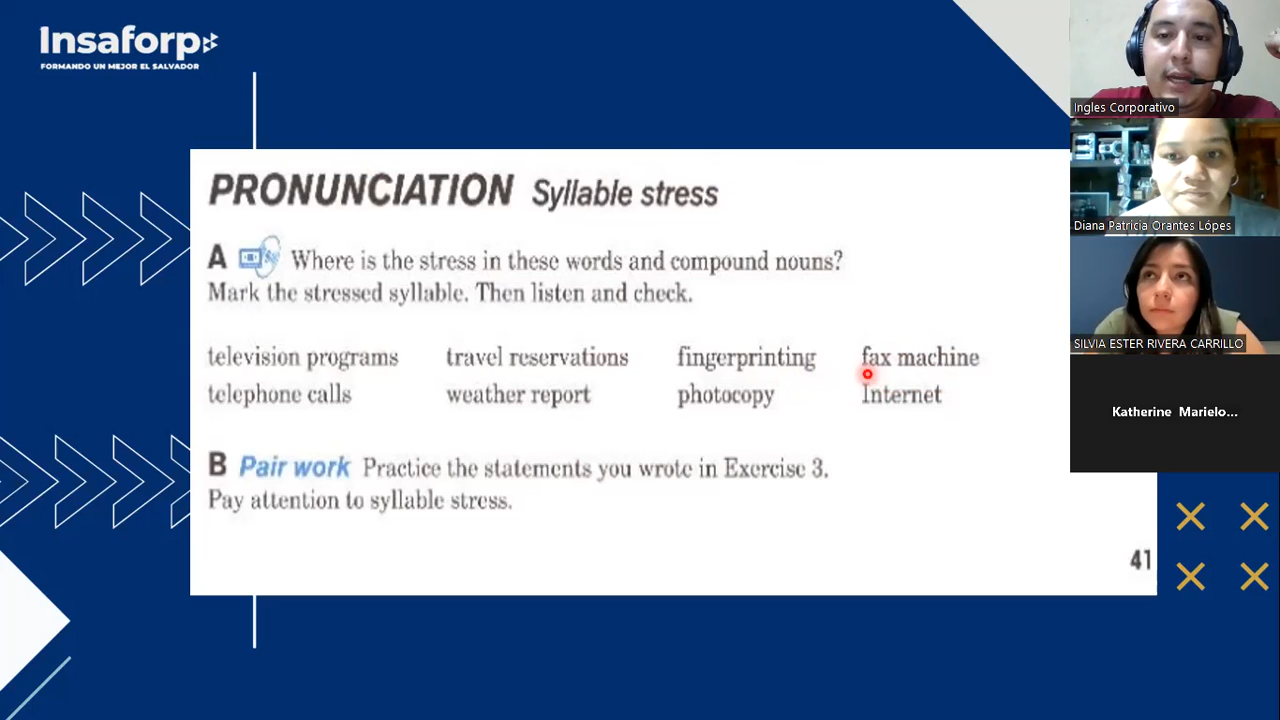 Insaforp
FORMANDO UN MEJOR EL SALVADOR
PRONUNCIATION Syllable stress
A Where is the stress in these words and compound nouns?
Mark the stressed syllable. Then listen and check.
television programs travel reservations fingerprinting fax machine
telephone calls weather report photocopy Internet
B Pair work Practice the statements you wrote in Exercise 3.
Pay attention to syllable stress.
41
Ingles Corporativo
Diana Patricia Orantes Lópes
SILVIA ESTER RIVERA CARRILLO
Katherine Marielo...